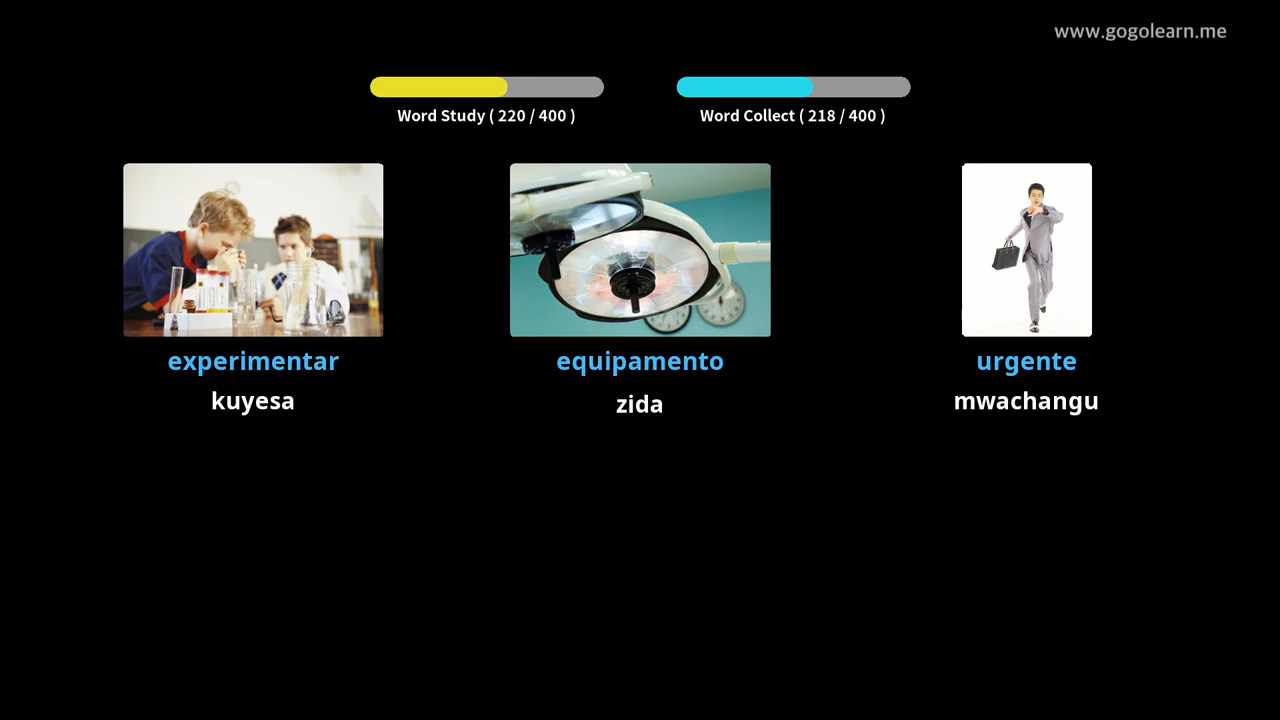 www.gogolearn.me
Word Study ( 220 / 400 )
Word Collect ( 218 / 400 )
experimentar
kuyesa
equipamento
zida
urgente
mwachangu